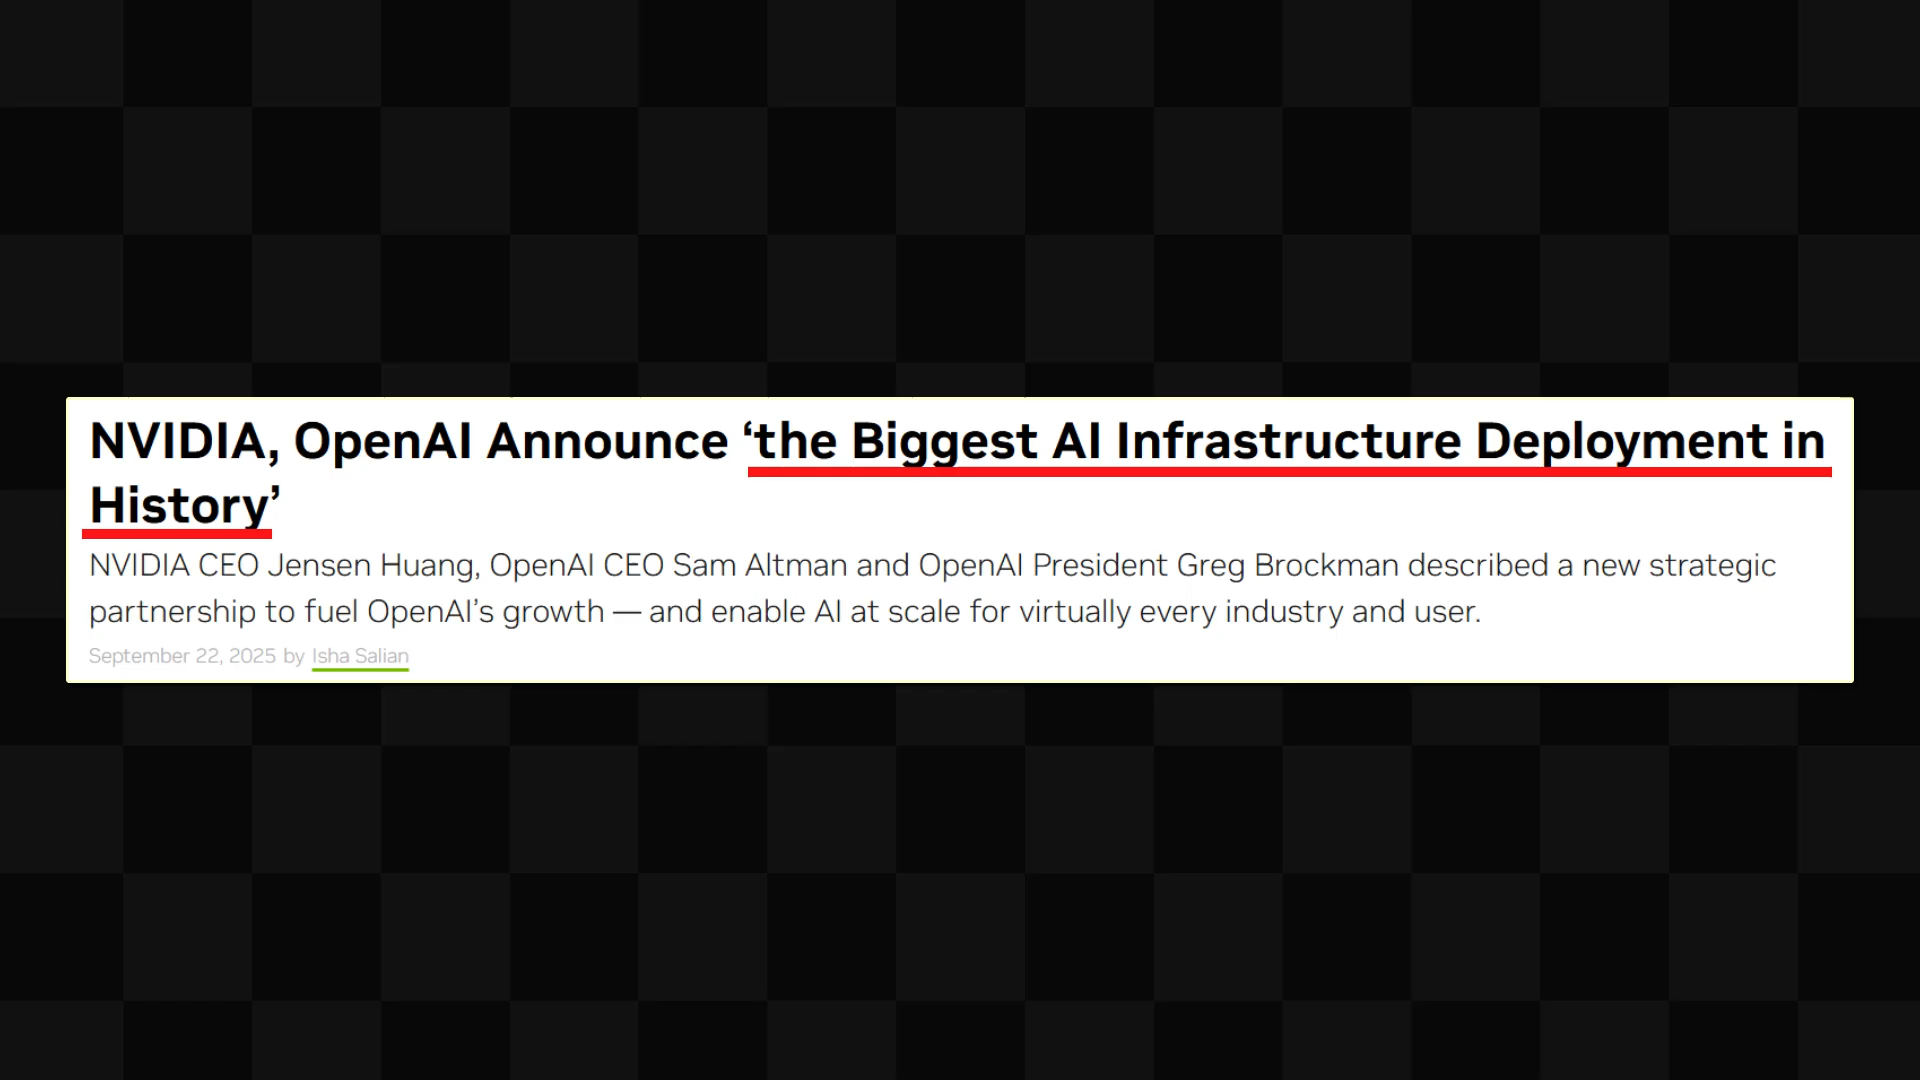 NVIDIA, OpenAI Announce ‘the Biggest AI Infrastructure Deployment in
History’
NVIDIA CEO Jensen Huang, OpenAI CEO Sam Altman and OpenAI President Greg Brockman described a new strategic
partnership to fuel OpenAI’s growth — and enable AI at scale for virtually every industry and user.
September 22, 2025 by Isha Salian